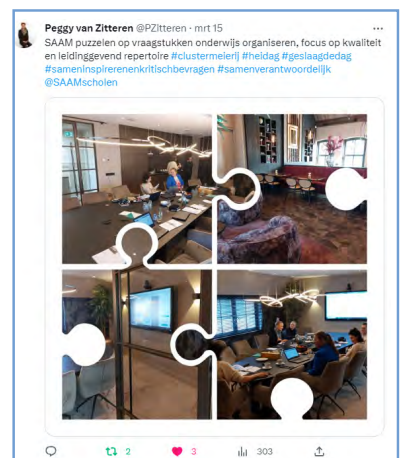 Peggy van Zitteren @PZItteren · mrt 15
SAAM puzzelen op vraagstukken onderwijs organiseren, focus op kwaliteit
en leidinggevend repertoire #clustermeierij #heidag #geslaagdedag
#sameninspirerenenkritischbevragen #samenverantwoordelijk
@SAAMscholen
2 3 303